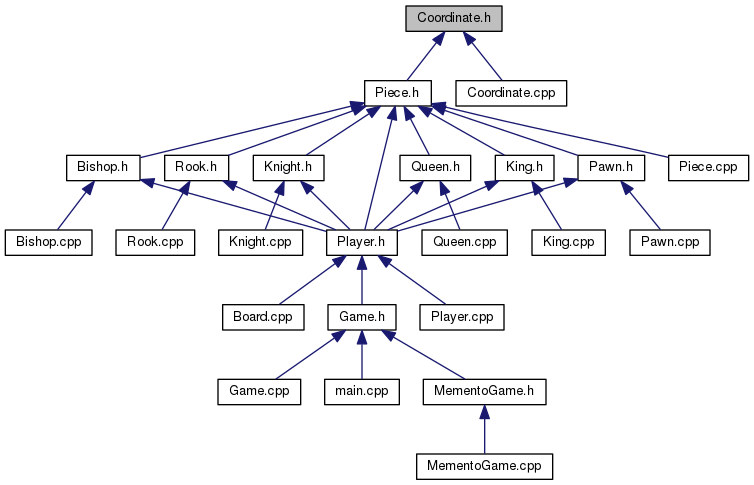 Coordinate.h
Piece.h
Coordinate.cpp
Bishop.h
Rook.h
Knight.h
Queen.h
King.h
Pawn.h
Piece.cpp
Bishop.cpp
Rook.cpp
Knight.cpp
Player.h
Queen.cpp
King.cpp
Pawn.cpp
Board.cpp
Game.h
Player.cpp
Game.cpp
main.cpp
MementoGame.h
MementoGame.cpp